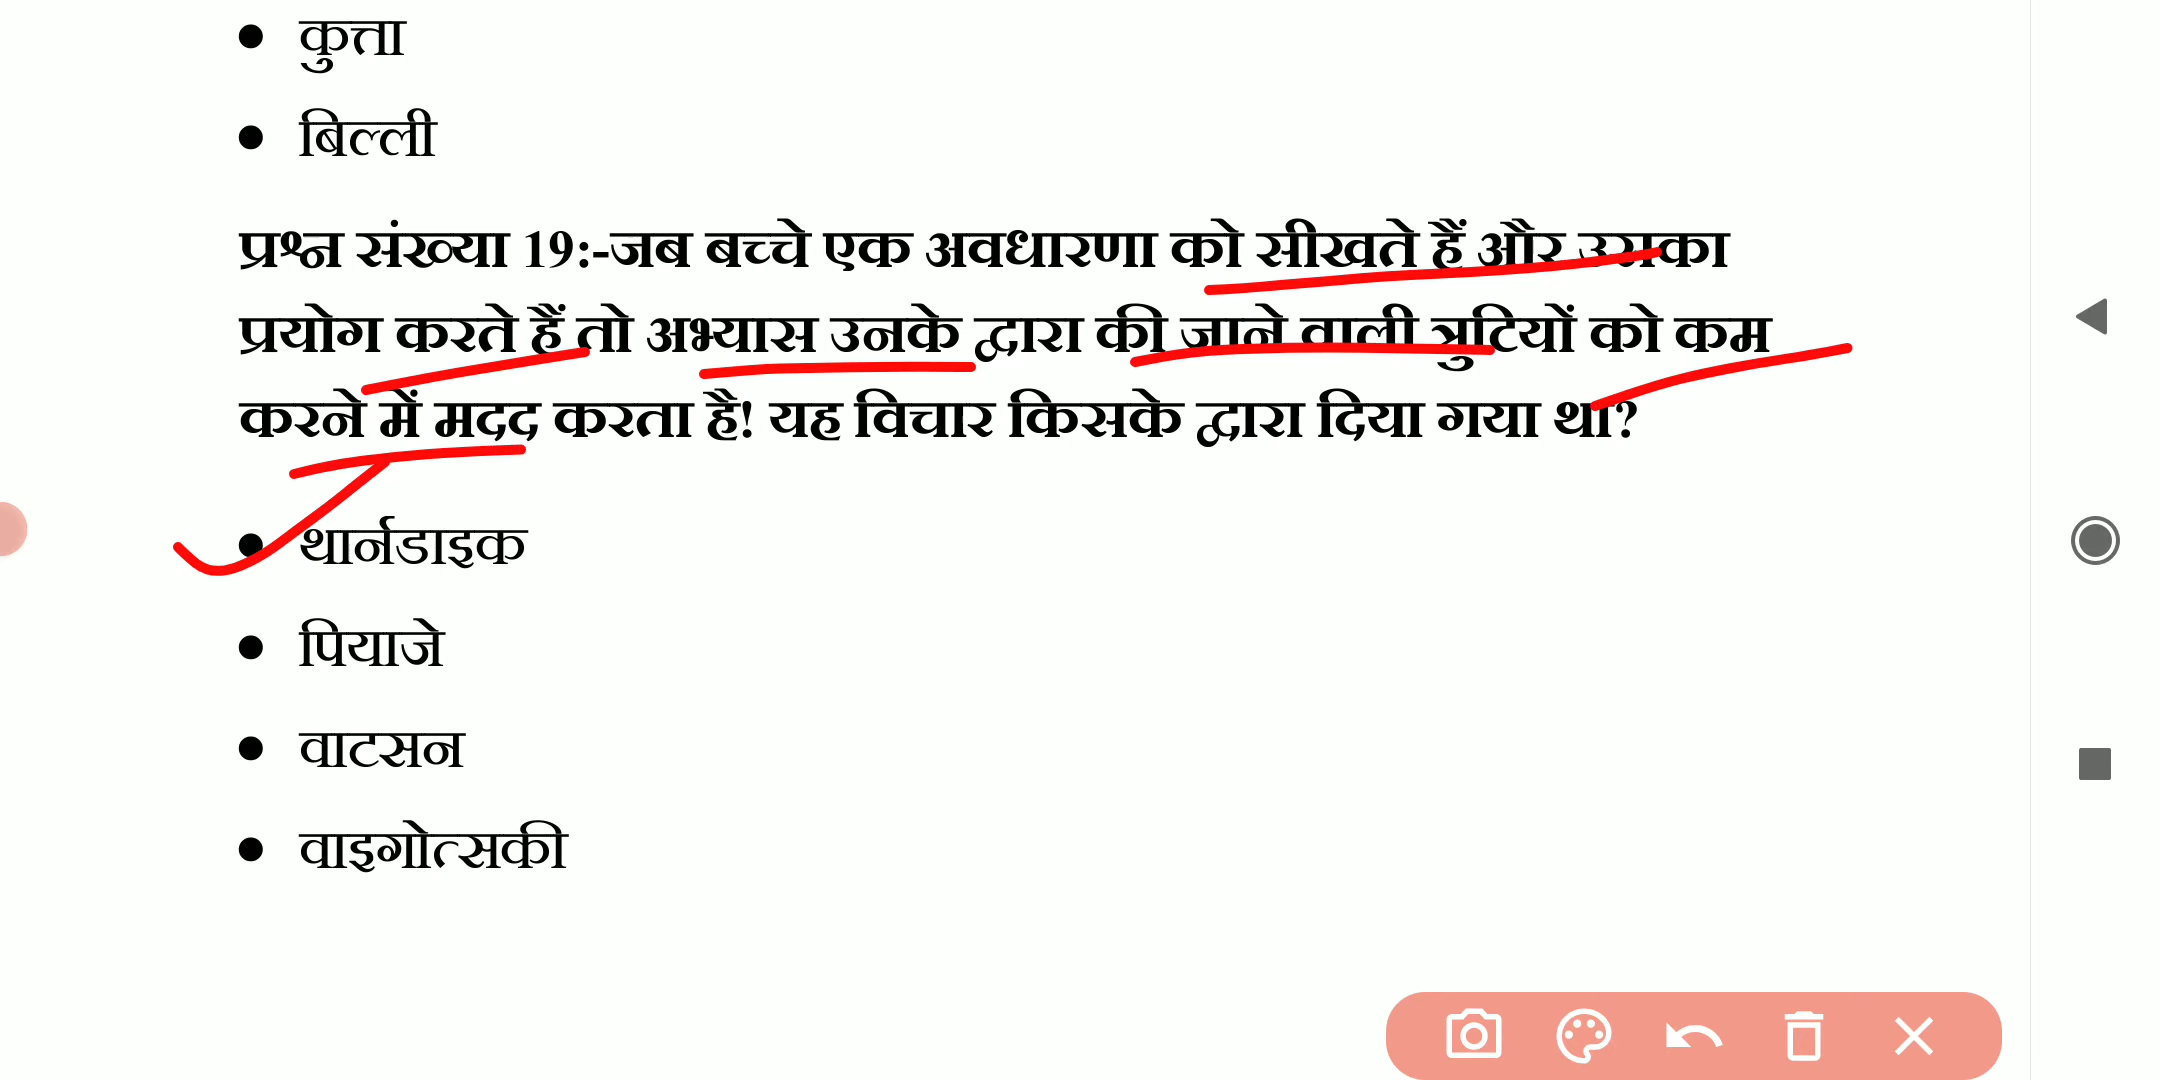 • कुत्ता
• बिल्ली
प्रश्न संख्या 19:-जब बच्चे एक अवधारणा को सीखते हैं और उसका
प्रयोग करते हैं तो अभ्यास उनके द्वारा की जाने वाली त्रुटियों को कम
करने में मदद करता है! यह विचार किसके द्वारा दिया गया था?
• थार्नडाइक
• पियाजे
• वाटसन
• वाइगोत्सकी